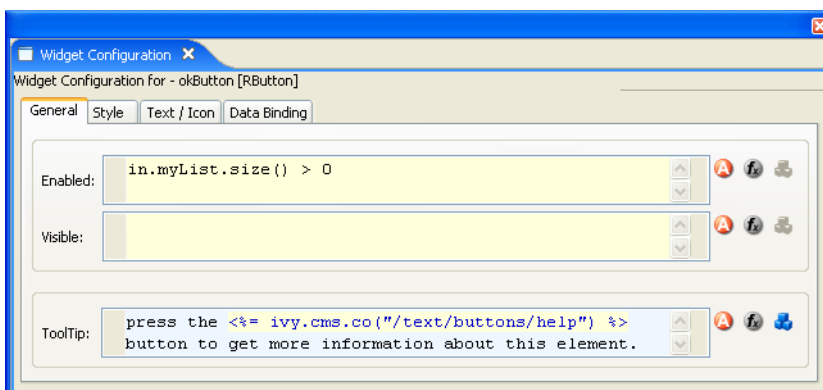 Widget Configuration
Widget Configuration for - okButton [RButton]
General Style Text / Icon Data Binding
Enabled: in.myList.size() > 0
Visible:
ToolTip: press the <%= ivy.cms.co("/text/buttons/help") %>
button to get more information about this element.